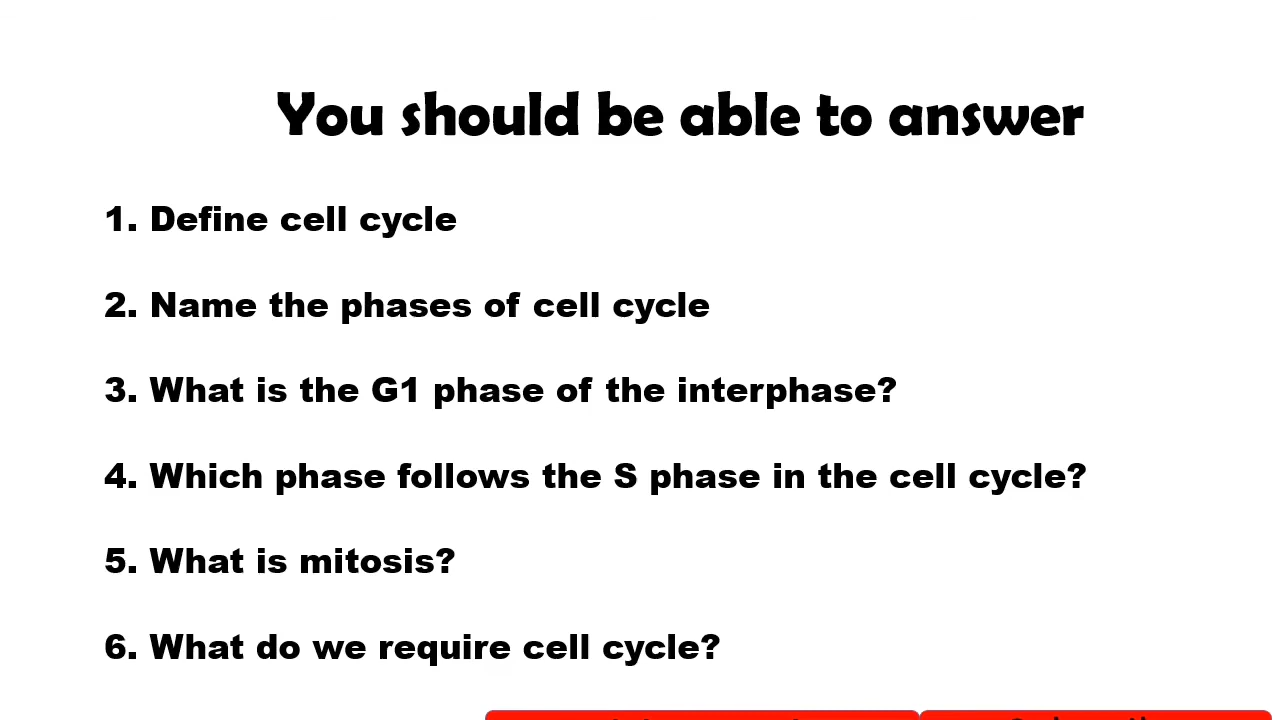 You should be able to answer
1. Define cell cycle
2. Name the phases of cell cycle
3. What is the G1 phase of the interphase?
4. Which phase follows the S phase in the cell cycle?
5. What is mitosis?
6. What do we require cell cycle?